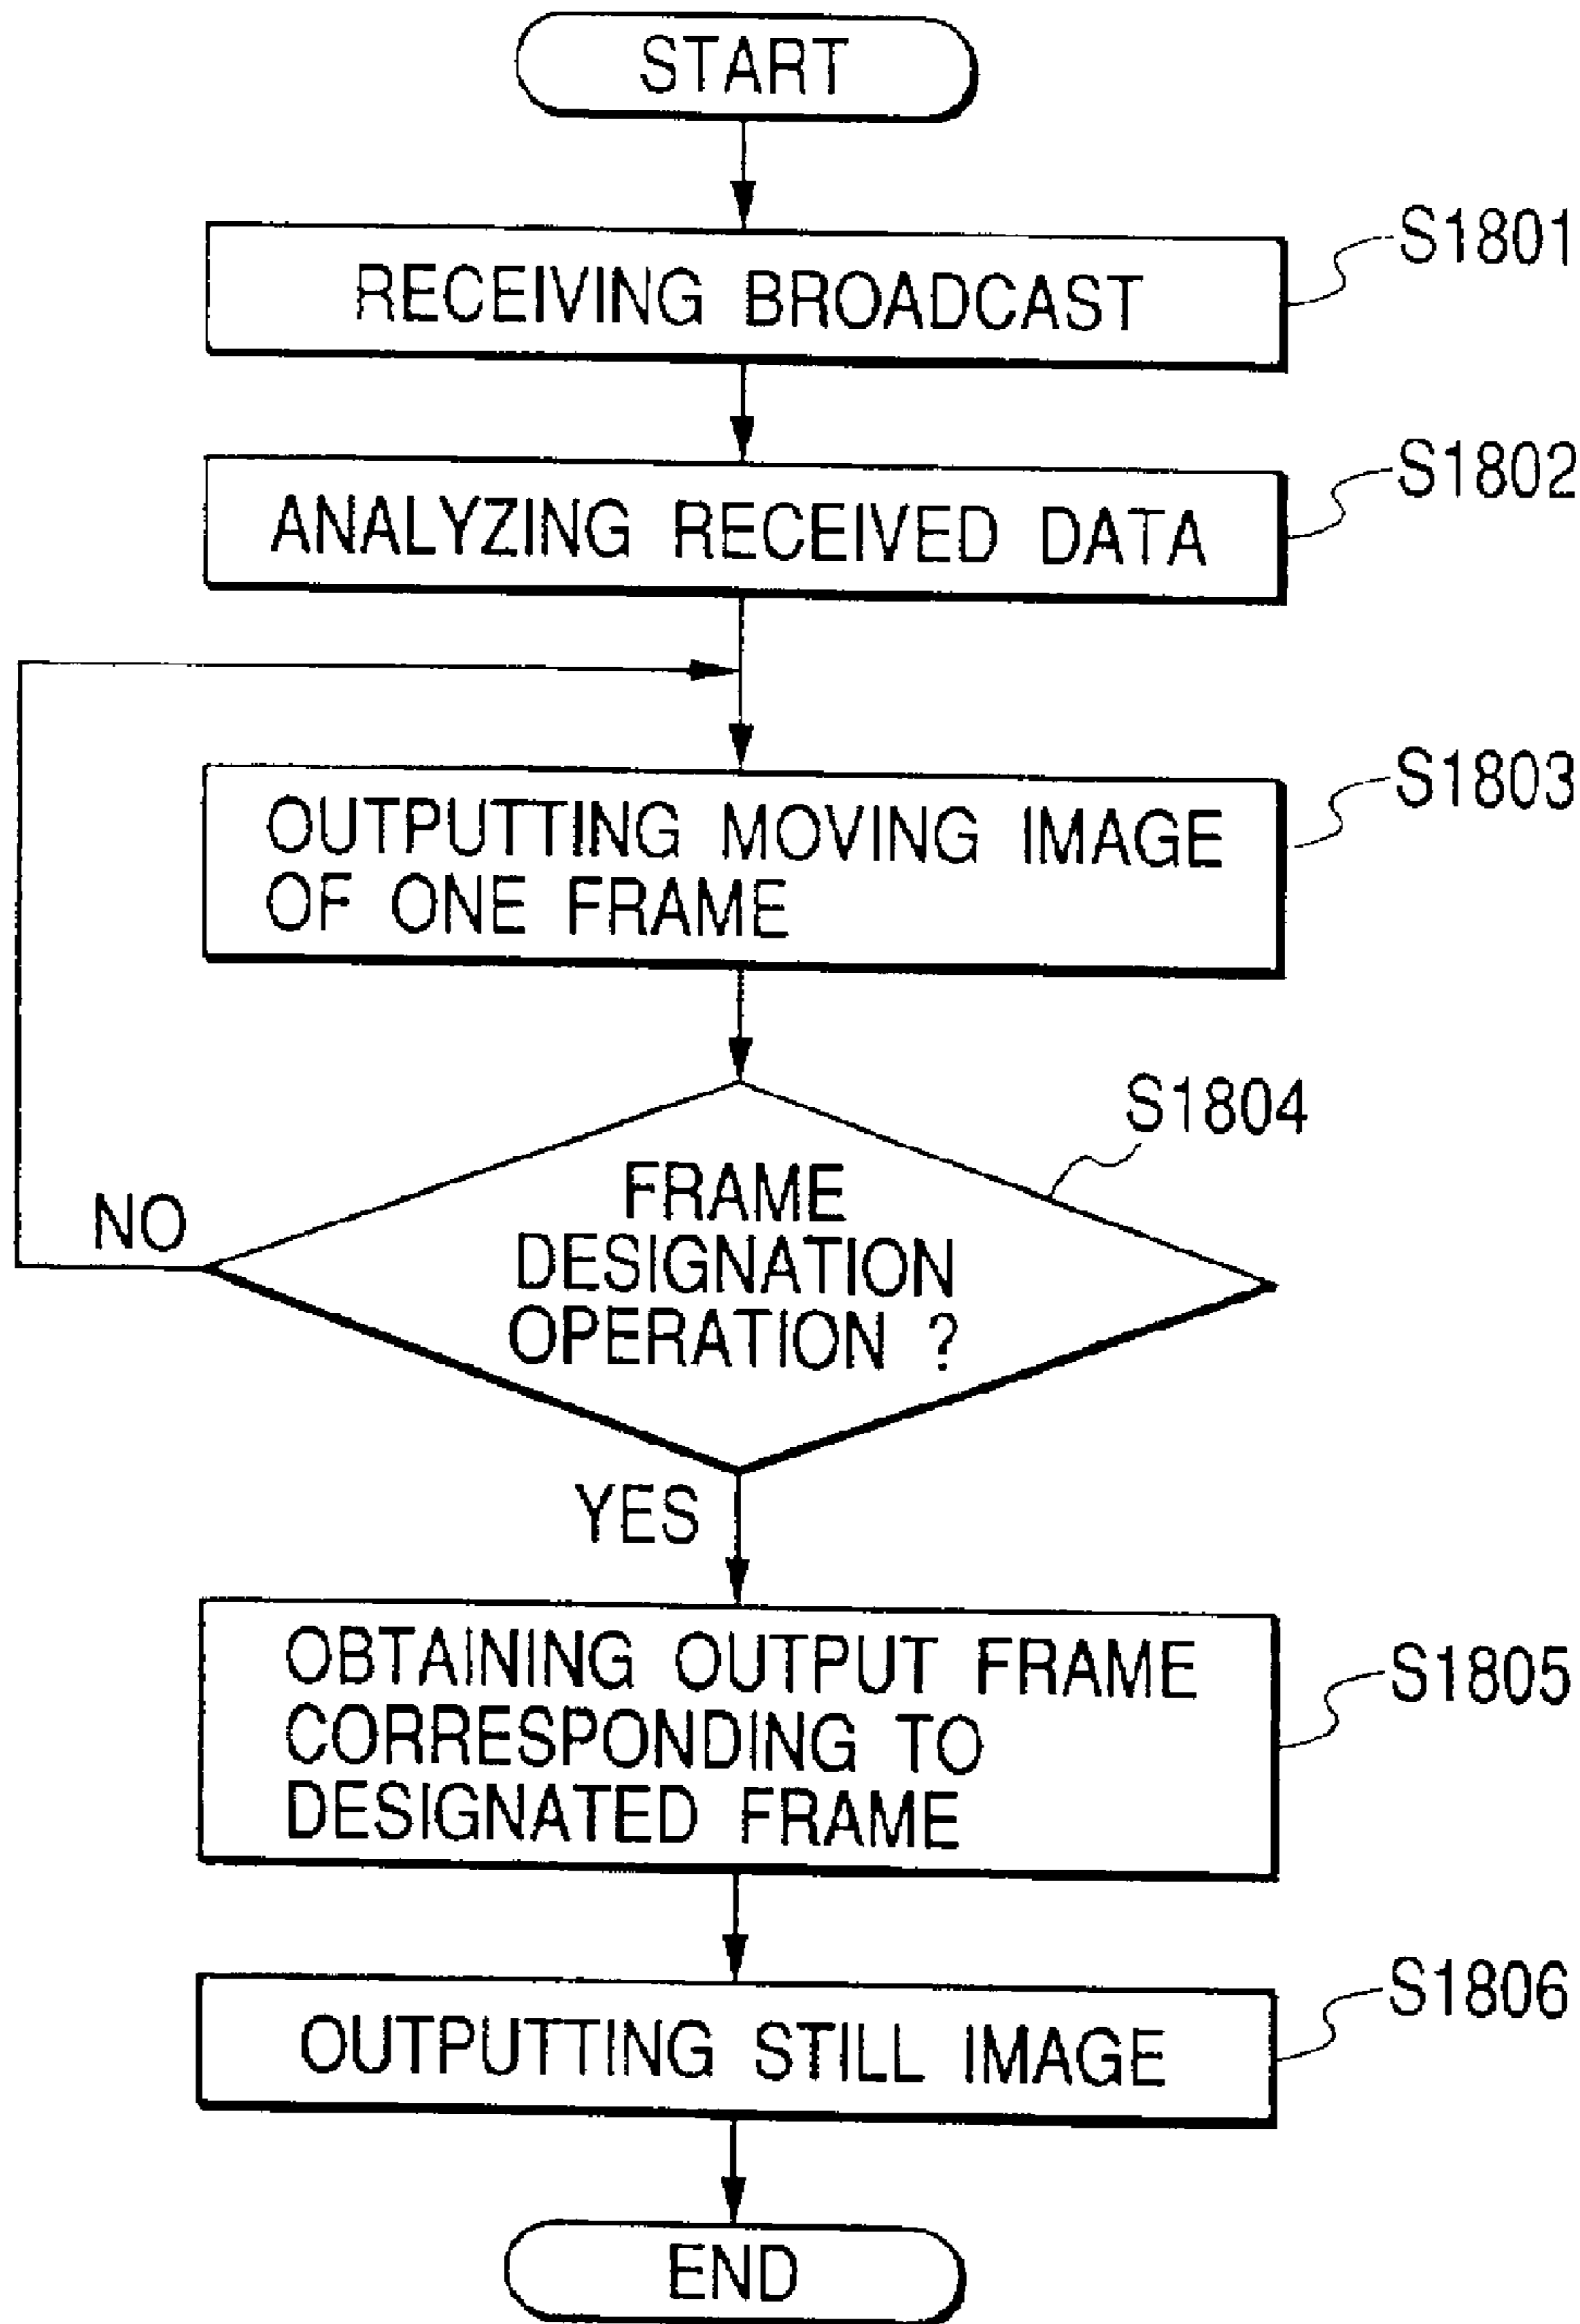 START
S1801
RECEIVING BROADCAST
S1802
ANALYZING RECEIVED DATA
S1803
OUTPUTTING MOVING IMAGE
OF ONE FRAME
S1804
FRAME
DESIGNATION
OPERATION ?
NO
YES
S1805
OBTAINING OUTPUT FRAME
CORRESPONDING TO
DESIGNATED FRAME
S1806
OUTPUTTING STILL IMAGE
END